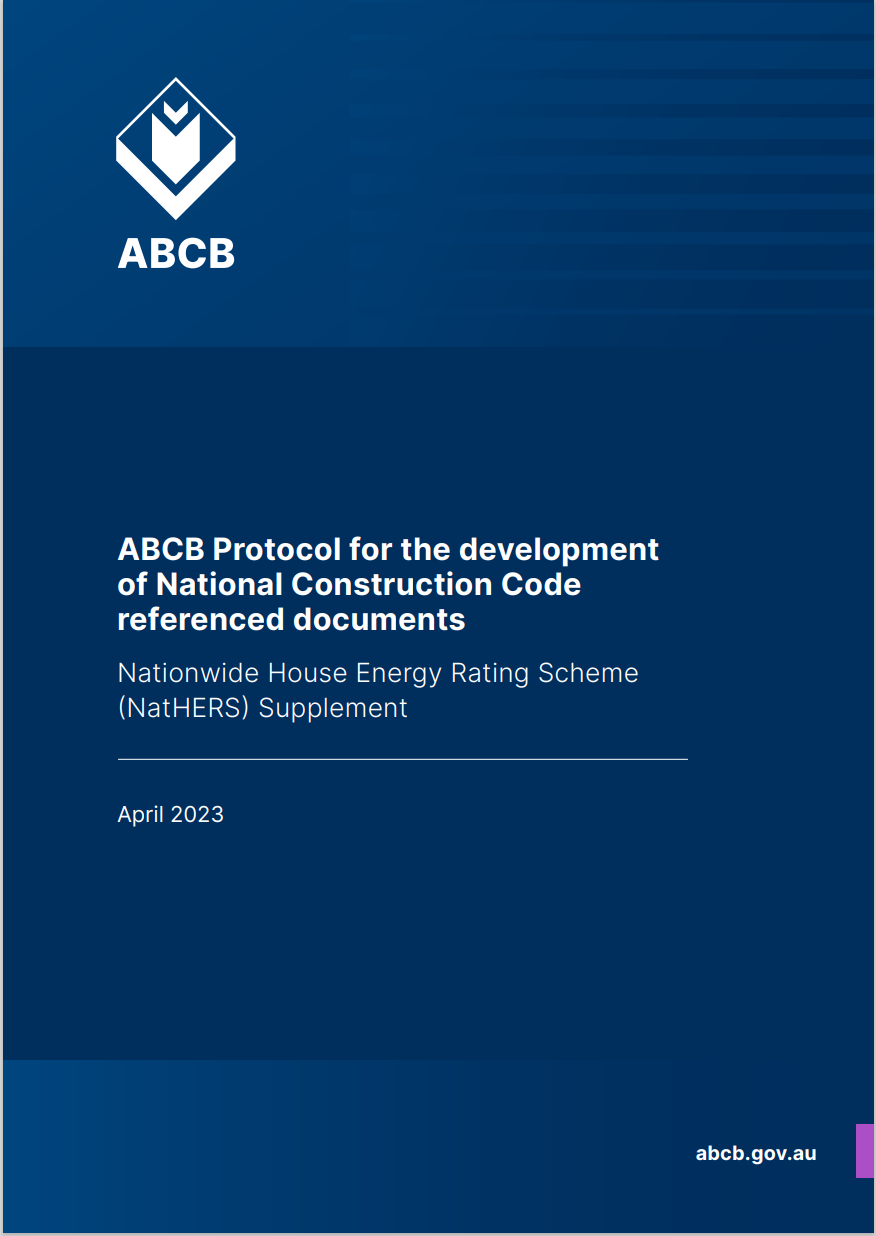 ABCB
ABCB Protocol for the development
of National Construction Code
referenced documents
Nationwide House Energy Rating Scheme
(NatHERS) Supplement
April 2023
abcb.gov.au